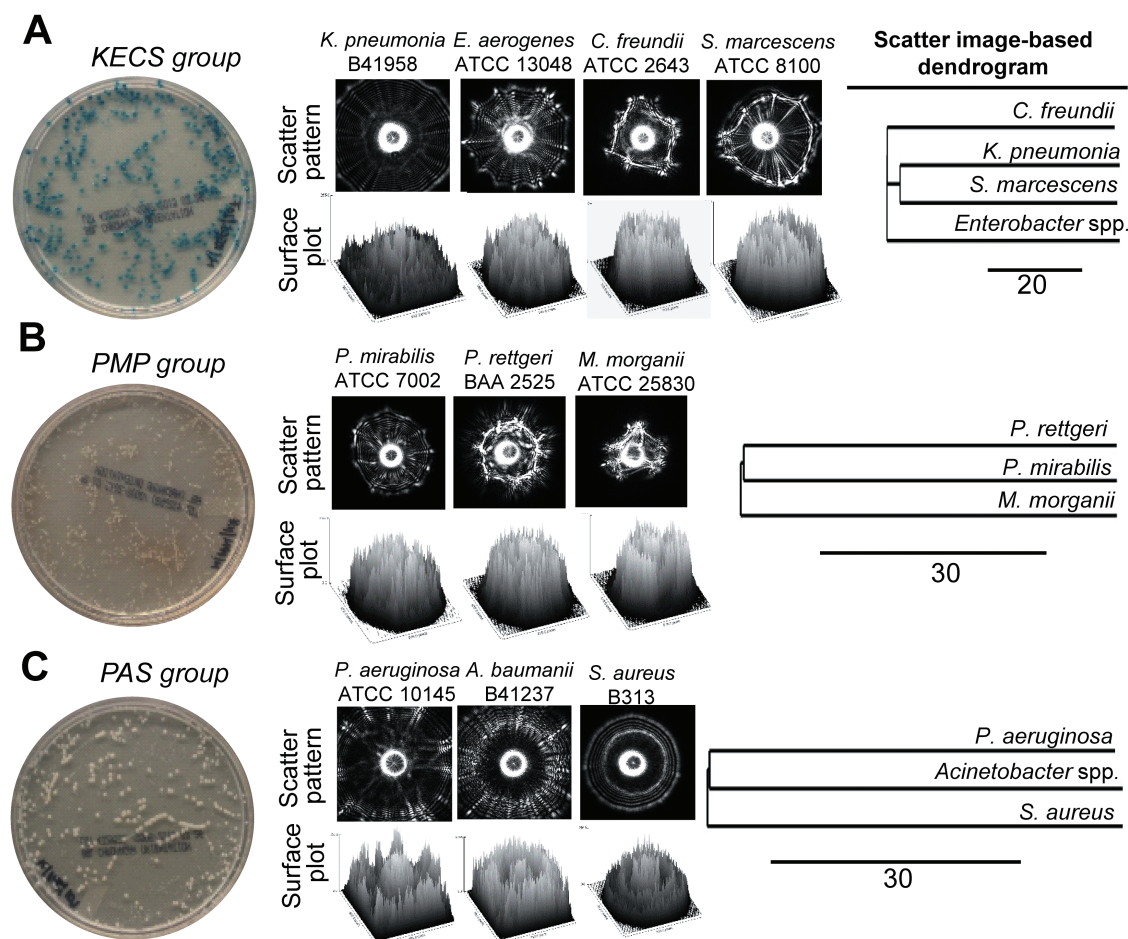 A
KECS group
K. pneumonia
B41958
E. aerogenes
ATCC 13048
C. freundii
ATCC 2643
S. marcescens
ATCC 8100
Scatter image-based
dendrogram
Scatter
pattern
Surface
plot
C. freundii
K. pneumonia
S. marcescens
Enterobacter spp.
20
B
PMP group
P. mirabilis
ATCC 7002
P. rettgeri
BAA 2525
M. morganii
ATCC 25830
Scatter
pattern
Surface
plot
P. rettgeri
P. mirabilis
M. morganii
30
C
PAS group
P. aeruginosa
ATCC 10145
A. baumanii
B41237
S. aureus
B313
Scatter
pattern
Surface
plot
P. aeruginosa
Acinetobacter spp.
S. aureus
30